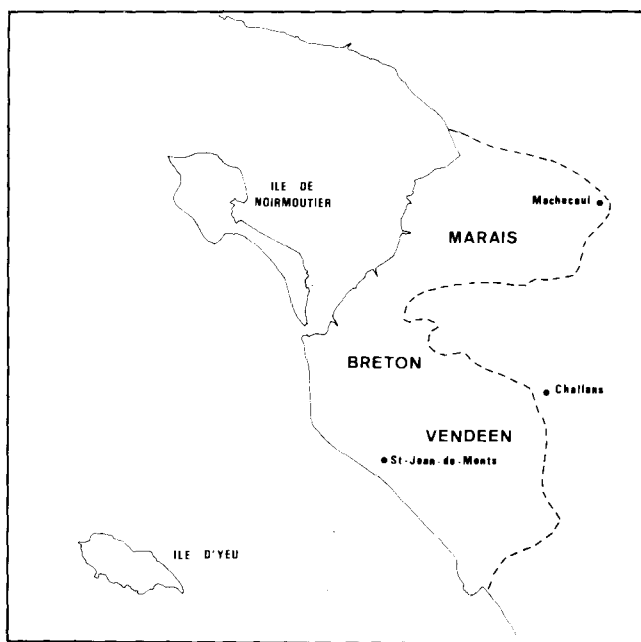 ILE DE
NOIRMOUTIER
Machecoul
MARAIS
BRETON
Challans
VENDEEN
St-Jean-de-Monts
ILE D'YEU